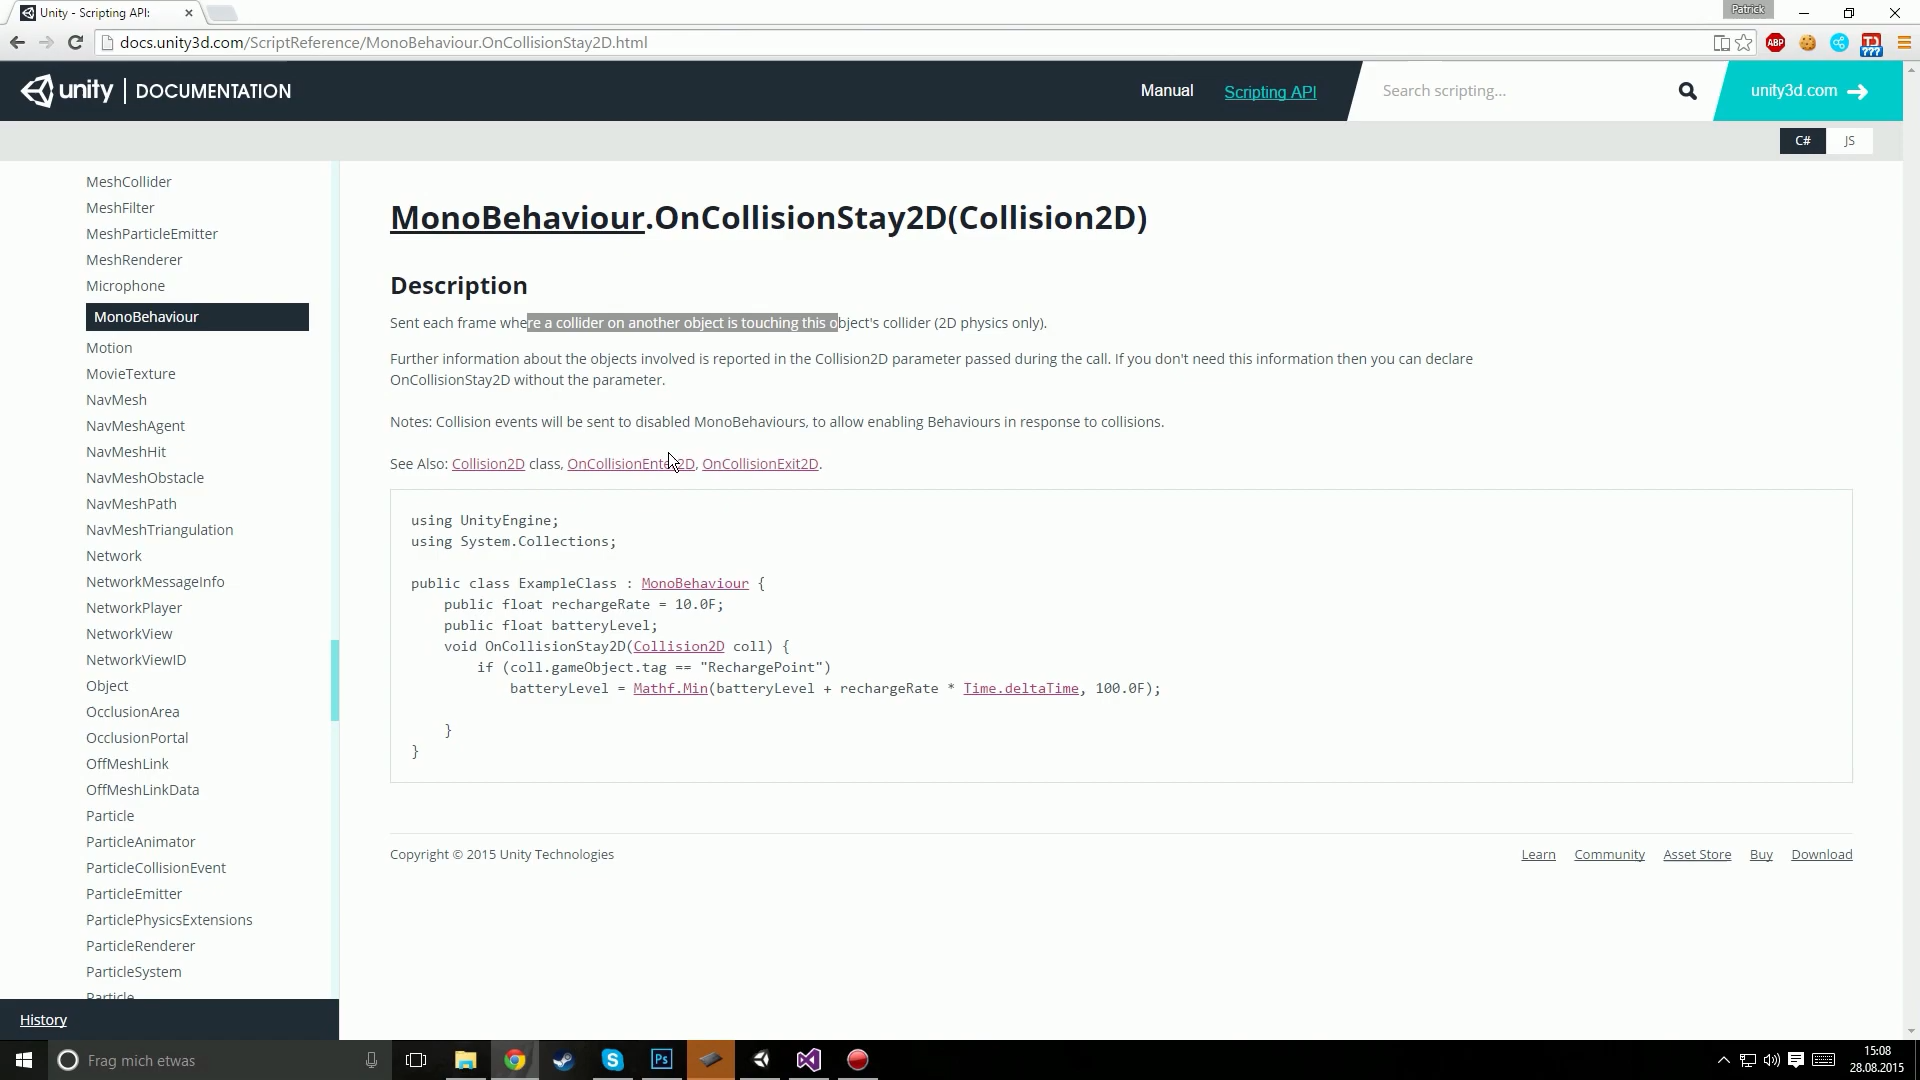 Unity - Scripting API:
Patrick
docs.unity3d.com/ScriptReference/MonoBehaviour.OnCollisionStay2D.html
ABP
TJ
???
unity | DOCUMENTATION
Manual
Scripting API
Search scripting...
unity3d.com
C#
JS
MeshCollider
MeshFilter
MeshParticleEmitter
MeshRenderer
Microphone
MonoBehaviour
Motion
MovieTexture
NavMesh
NavMeshAgent
NavMeshHit
NavMeshObstacle
NavMeshPath
NavMeshTriangulation
Network
NetworkMessageInfo
NetworkPlayer
NetworkView
NetworkViewID
Object
OcclusionArea
OcclusionPortal
OffMeshLink
OffMeshLinkData
Particle
ParticleAnimator
ParticleCollisionEvent
ParticleEmitter
ParticlePhysicsExtensions
ParticleRenderer
ParticleSystem
Particle
History
MonoBehaviour.OnCollisionStay2D(Collision2D)
Description
Sent each frame where a collider on another object is touching this object's collider (2D physics only).
Further information about the objects involved is reported in the Collision2D parameter passed during the call. If you don't need this information then you can declare
OnCollisionStay2D without the parameter.
Notes: Collision events will be sent to disabled MonoBehaviours, to allow enabling Behaviours in response to collisions.
See Also: Collision2D class, OnCollisionEnter2D, OnCollisionExit2D.
using UnityEngine;
using System.Collections;
public class ExampleClass : MonoBehaviour {
    public float rechargeRate = 10.0F;
    public float batteryLevel;
    void OnCollisionStay2D(Collision2D coll) {
        if (coll.gameObject.tag == "RechargePoint")
            batteryLevel = Mathf.Min(batteryLevel + rechargeRate * Time.deltaTime, 100.0F);
    }
}
Copyright © 2015 Unity Technologies
Learn
Community
Asset Store
Buy
Download
Frag mich etwas
Ps
15:08
28.08.2015